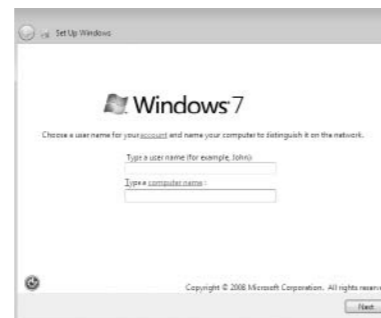 Set Up Windows
Windows 7
Choose a user name for your account and name your computer to distinguish it on the network.
Type a user name (for example, John):
Type a computer name :
Copyright © 2008 Microsoft Corporation. All rights reserve
Next